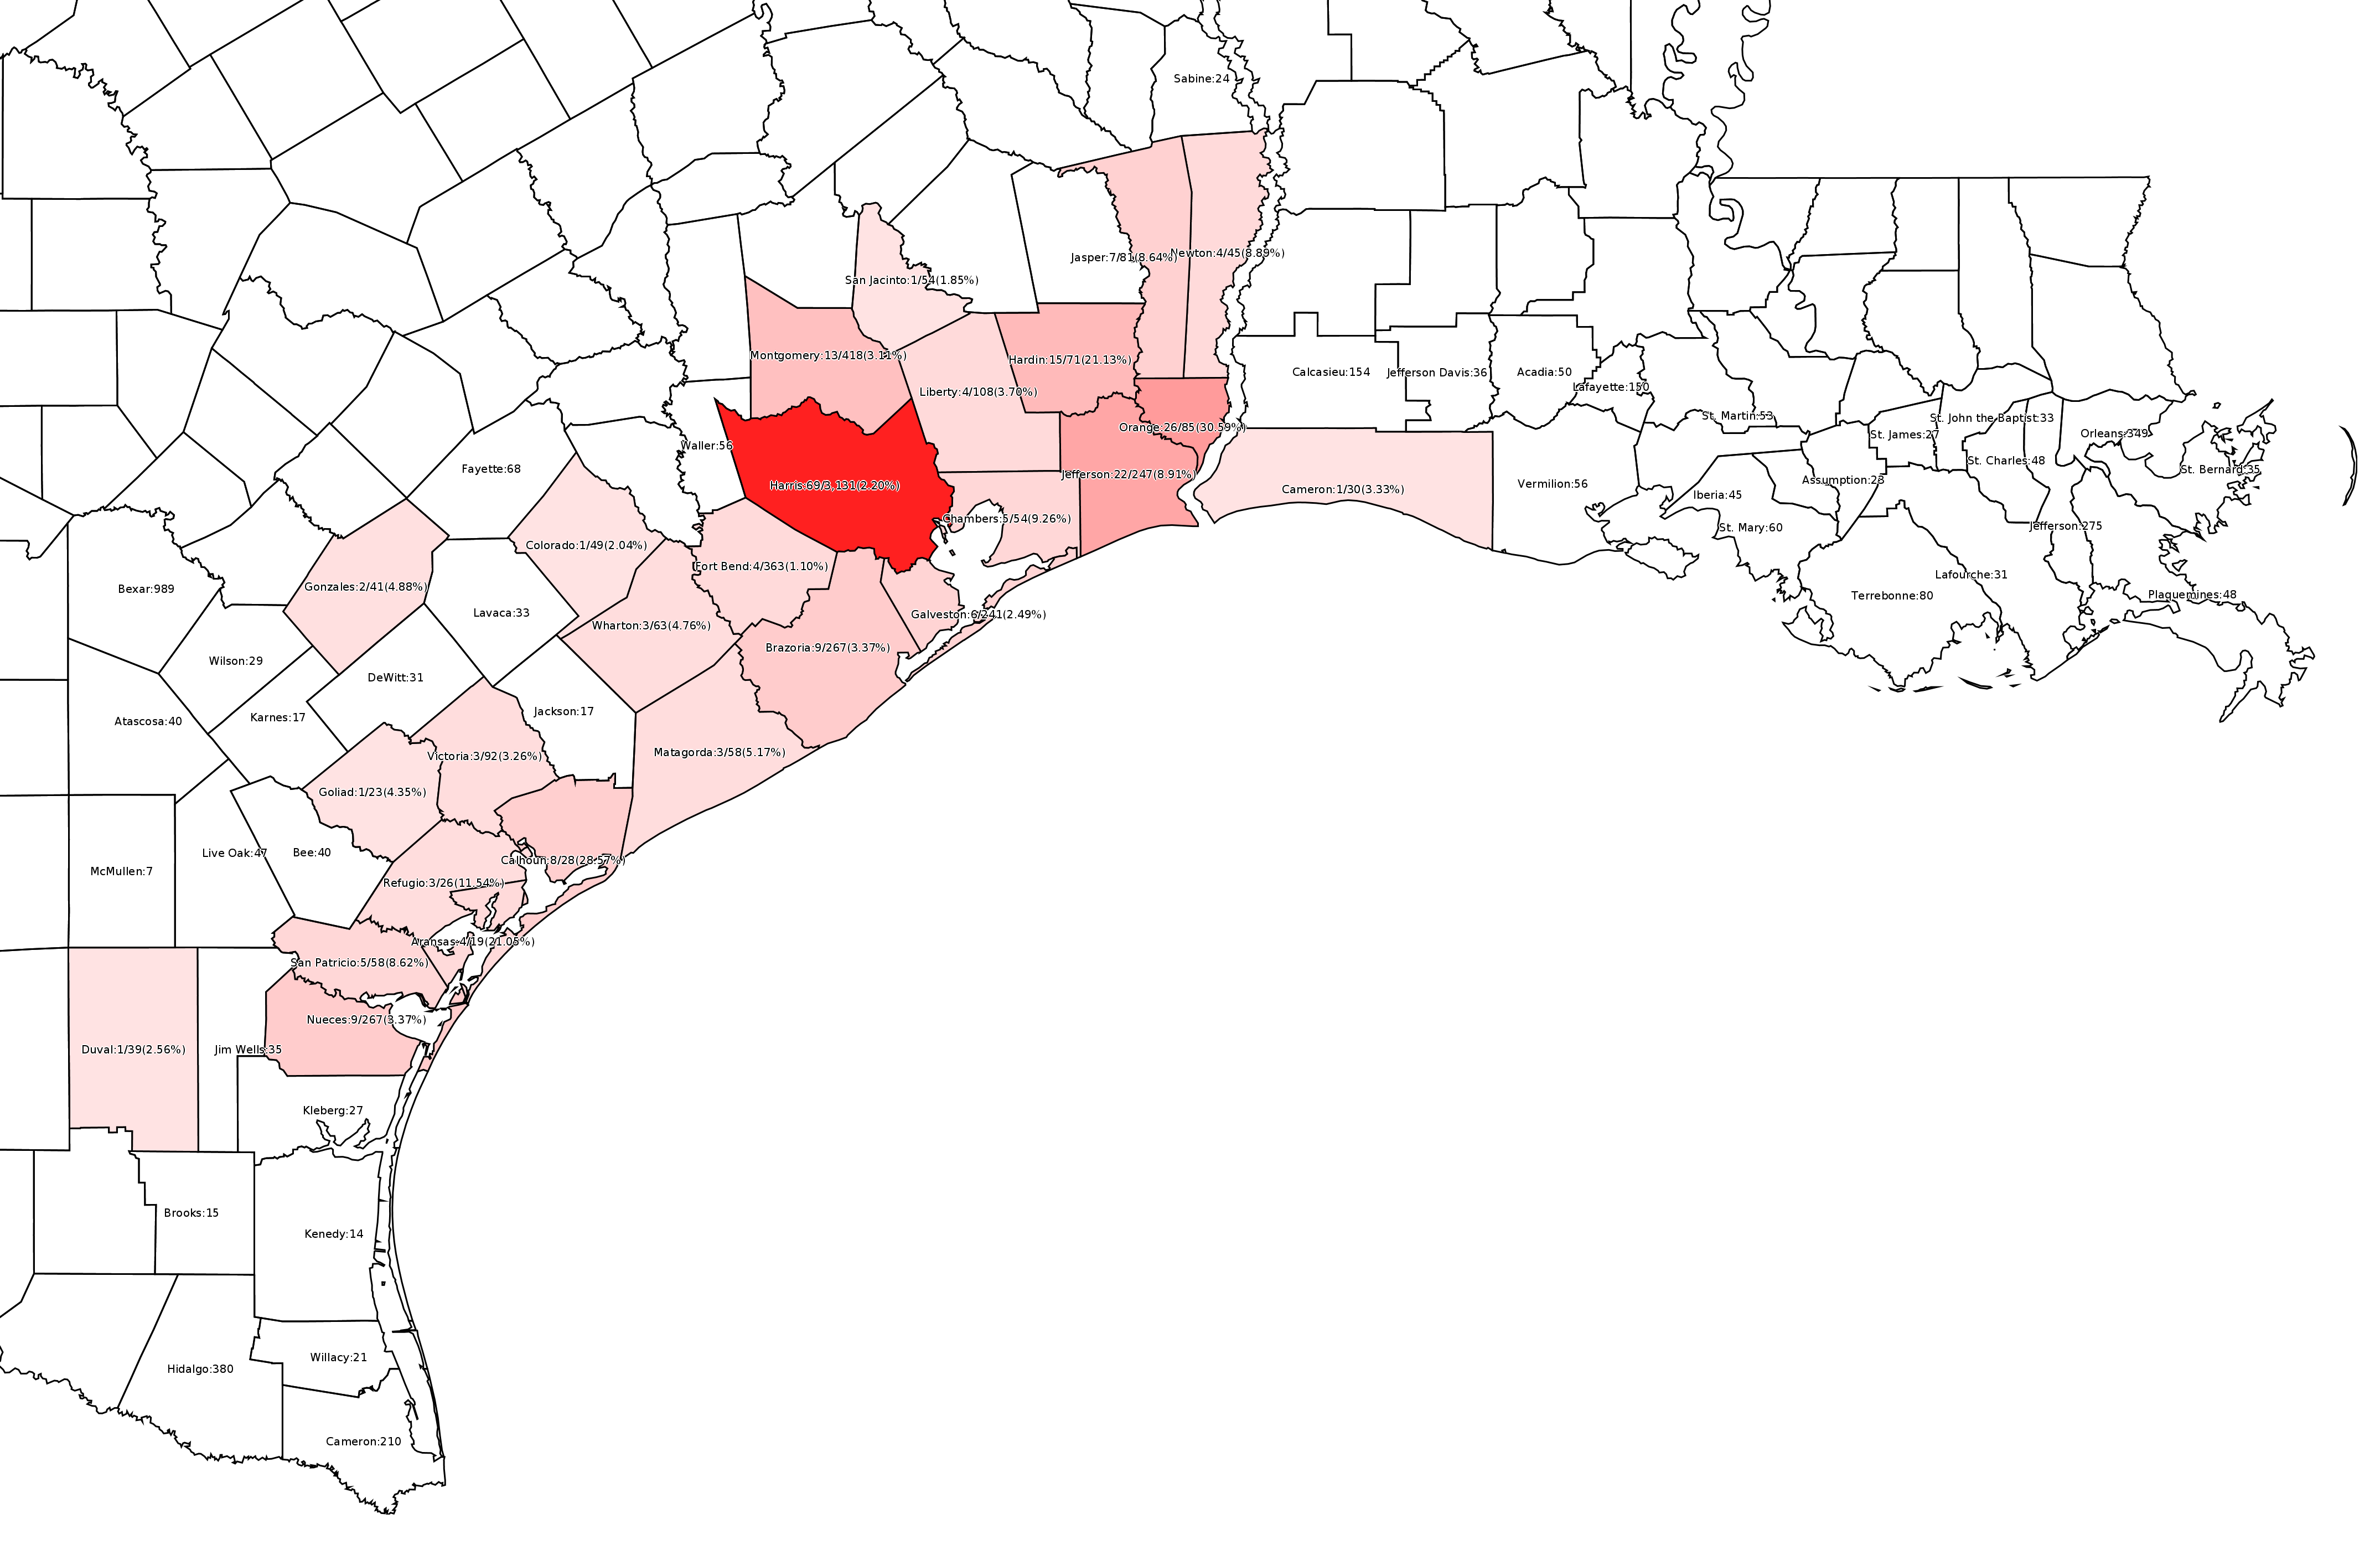 Sabine:24
Jasper:7/81(8.64%)
Newton:4/45(8.89%)
San Jacinto:1/54(1.85%)
Montgomery:13/418(3.11%)
Hardin:15/71(21.13%)
Liberty:4/108(3.70%)
Calcasieu:154
Jefferson Davis:36
Acadia:50
Lafayette:150
St. Martin:53
St. John the Baptist:33
Orange:26/85(30.59%)
St. James:27
Orleans:349
Waller:56
Fayette:68
St. Charles:48
St. Bernard:35
Jefferson:22/247(8.91%)
Harris:69/3,131(2.20%)
Cameron:1/30(3.33%)
Vermilion:56
Assumption:23
Iberia:45
Chambers:5/54(9.26%)
St. Mary:60
Jefferson:275
Colorado:1/49(2.04%)
Fort Bend:4/363(1.10%)
Lafourche:31
Bexar:989
Gonzales:2/41(4.88%)
Terrebonne:80
Plaquemines:48
Lavaca:33
Galveston:6/241(2.49%)
Wharton:3/63(4.76%)
Brazoria:9/267(3.37%)
Wilson:29
DeWitt:31
Karnes:17
Jackson:17
Atascosa:40
Matagorda:3/58(5.17%)
Victoria:3/92(3.26%)
Goliad:1/23(4.35%)
Live Oak:47
Bee:40
Calhoun:8/28(28.57%)
McMullen:7
Refugio:3/26(11.54%)
Aransas:4/19(21.05%)
San Patricio:5/58(8.62%)
Nueces:9/267(3.37%)
Duval:1/39(2.56%)
Jim Wells:35
Kleberg:27
Brooks:15
Kenedy:14
Willacy:21
Hidalgo:380
Cameron:210